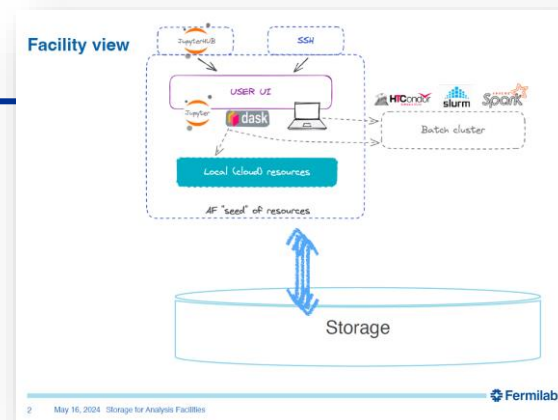 Facility view
JupyterHUB
SSH
USER UI
Jupyter
dask
HTCondor
slurm
APACHE
Spark
Batch cluster
Local (cloud) resources
AF "seed" of resources
Storage
Fermilab
2 May 16, 2024 Storage for Analysis Facilities